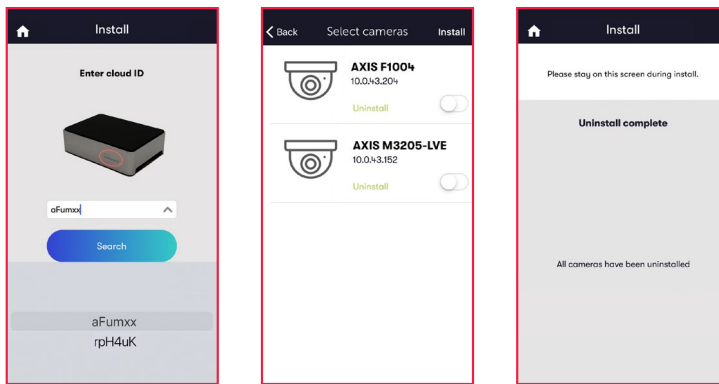 Install
Enter cloud ID
aFumxx
Search
aFumxx
rpH4uK
Back Select cameras Install
AXIS F1004
10.0.43.204
Uninstall
AXIS M3205-LVE
10.0.43.152
Uninstall
Install
Please stay on this screen during install.
Uninstall complete
All cameras have been uninstalled